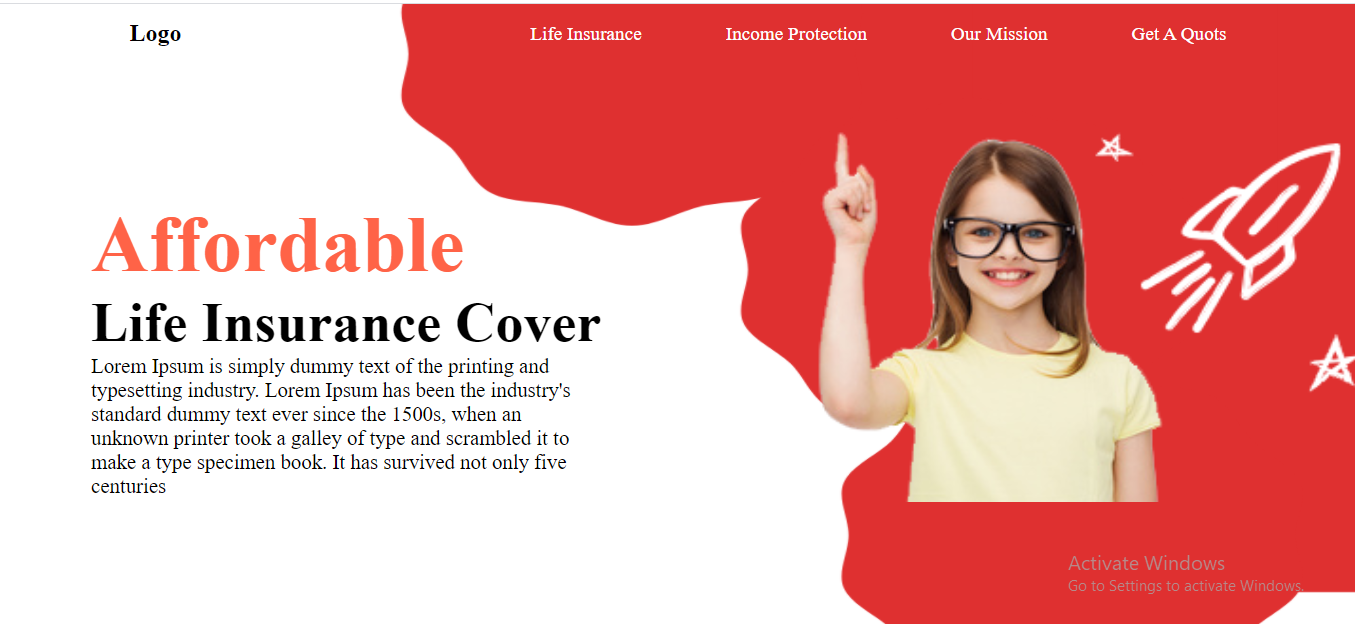 Logo
Life Insurance
Income Protection
Our Mission
Get A Quots
Affordable
Life Insurance Cover
Lorem Ipsum is simply dummy text of the printing and
typesetting industry. Lorem Ipsum has been the industry's
standard dummy text ever since the 1500s, when an
unknown printer took a galley of type and scrambled it to
make a type specimen book. It has survived not only five
centuries
Activate Windows
Go to Settings to activate Windows.